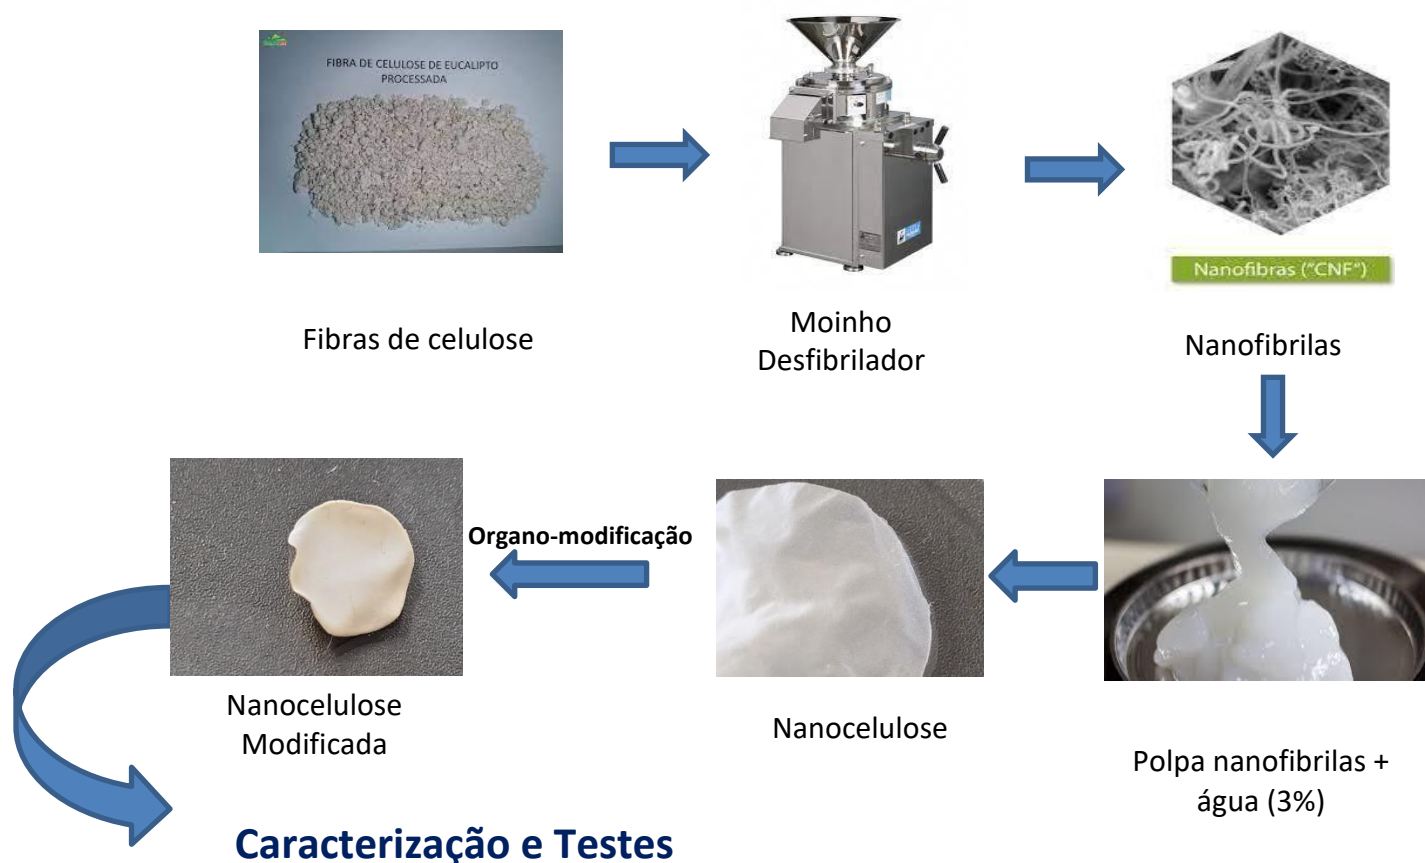 FIBRA DE CELULOSE DE EUCALIPTO
PROCESSADA
Fibras de celulose
Moinho
Desfibrilador
Nanofibras ("CNF")
Nanofibrilas
Organo-modificação
Nanocelulose
Modificada
Nanocelulose
Polpa nanofibrilas +
água (3%)
Caracterização e Testes